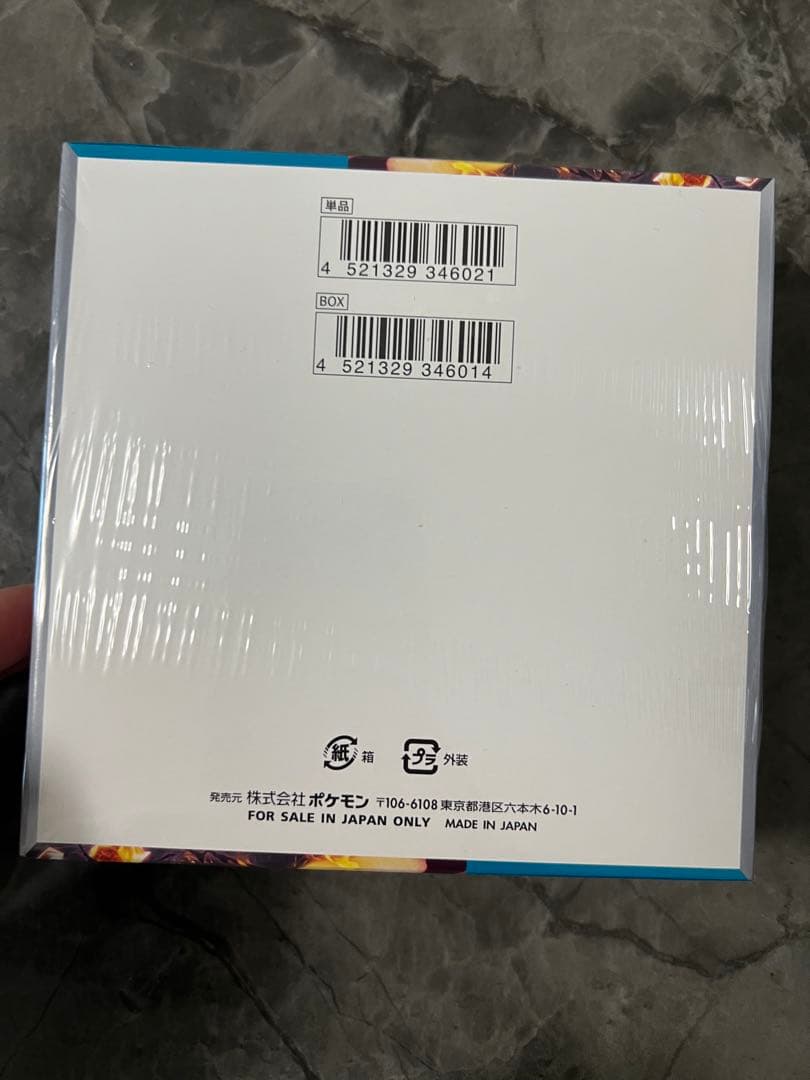 単品
4 521329 346021
BOX
4 521329 346014
紙 箱
プラ 外装
発売元 株式会社 ポケモン 〒106-6108 東京都港区六本木6-10-1
FOR SALE IN JAPAN ONLY MADE IN JAPAN